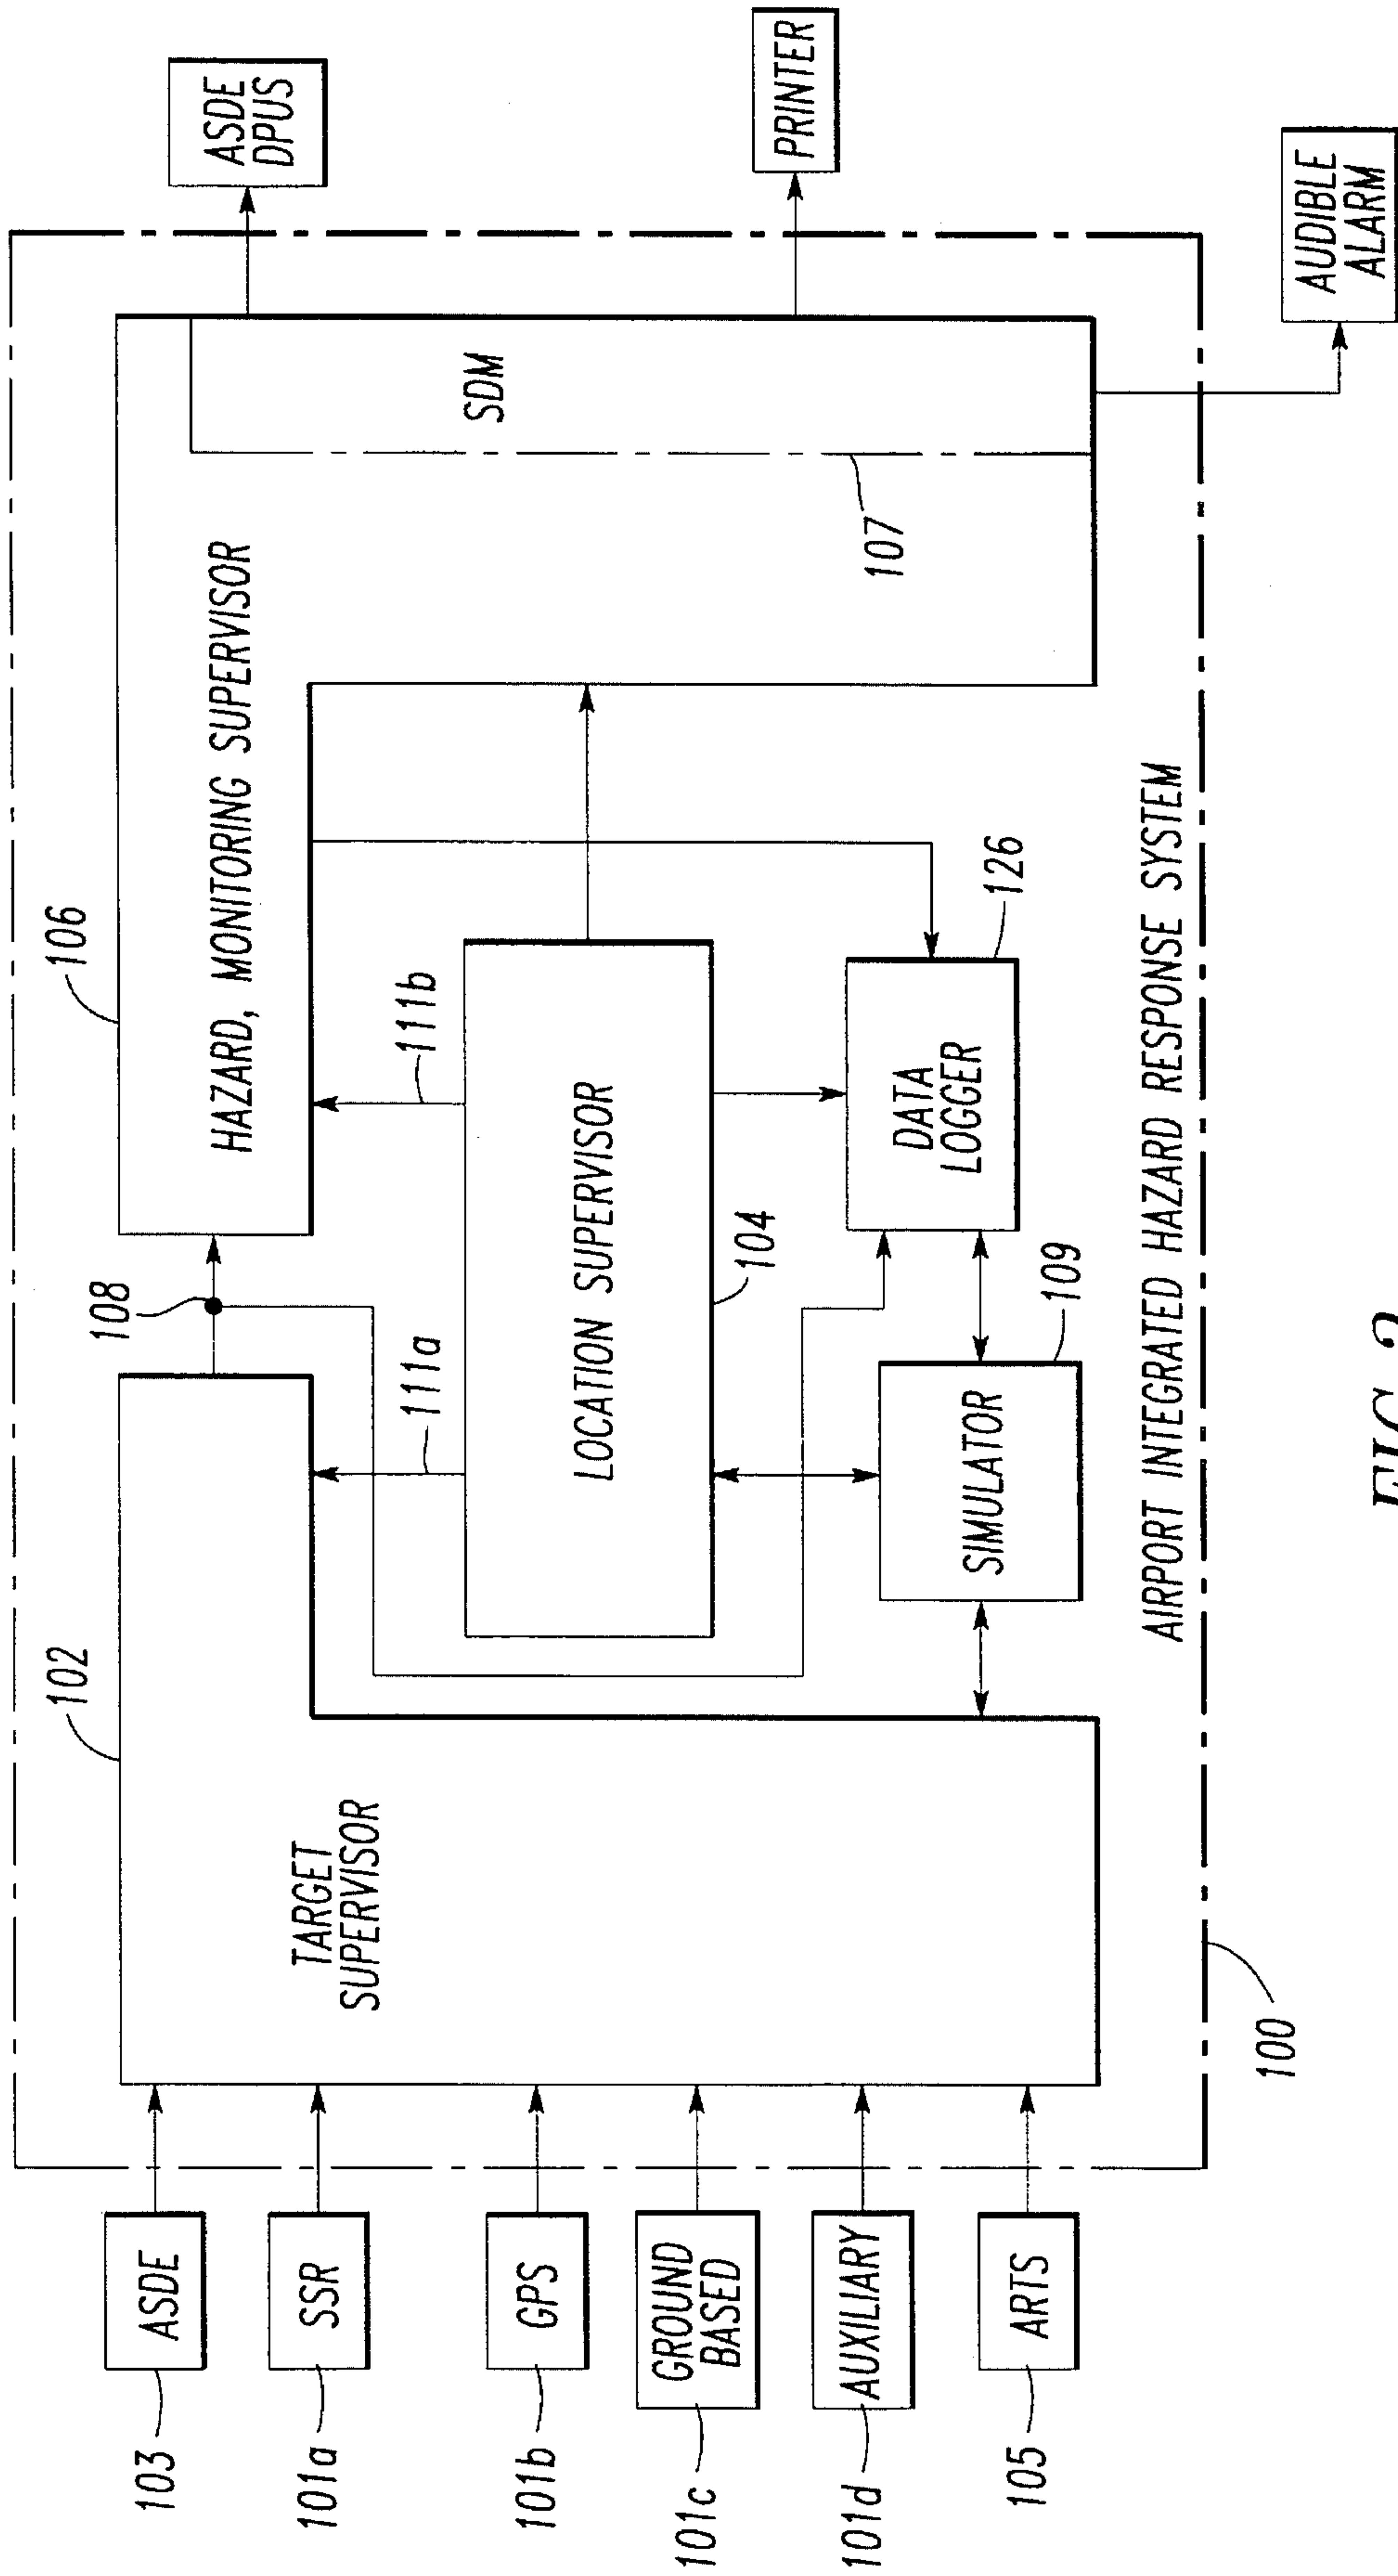 103
ASDE
101a
SSR
101b
GPS
101c
GROUND
BASED
101d
AUXILIARY
105
ARTS
102
TARGET
SUPERVISOR
108
111a
111b
106
HAZARD, MONITORING SUPERVISOR
LOCATION SUPERVISOR
104
SIMULATOR
109
DATA
LOGGER
126
SDM
107
ASDE
DPUS
PRINTER
AUDIBLE
ALARM
AIRPORT INTEGRATED HAZARD RESPONSE SYSTEM
100